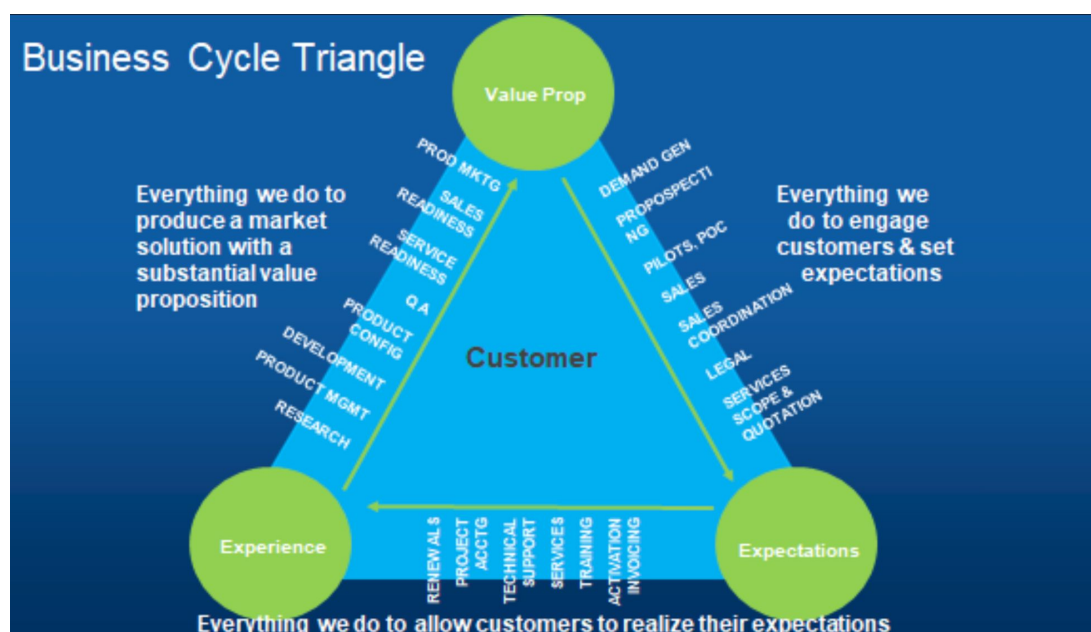 Business Cycle Triangle
Value Prop
Everything we do to
produce a market
solution with a
substantial value
proposition
PROD MKTG
SALES
READINESS
SERVICE
READINESS
QA
PRODUCT
CONFIG
DEVELOPMENT
PRODUCT MGMT
RESEARCH
DEMAND GEN
PROPOSPECTI
NG
PILOTS, POC
SALES
SALES
COORDINATION
LEGAL
SERVICES
SCOPE &
QUOTATION
Everything we
do to engage
customers & set
expectations
Customer
Experience
Expectations
RENEWALS
PROJECT
ACCTG
TECHNICAL
SUPPORT
SERVICES
TRAINING
ACTIVATION
INVOICING
Everything we do to allow customers to realize their expectations